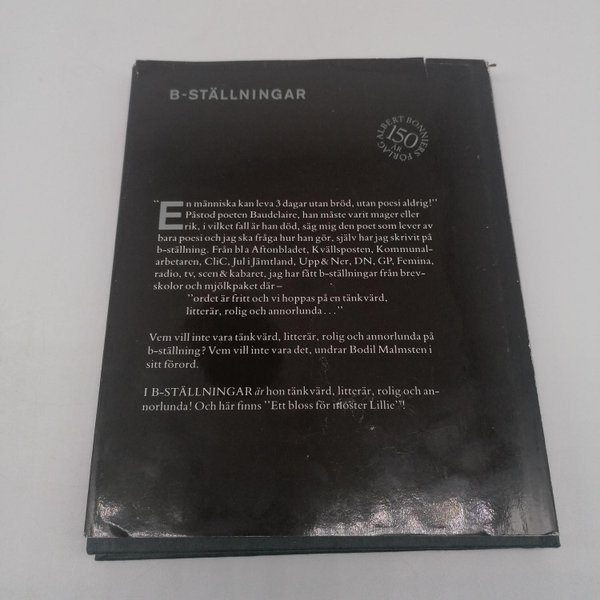 B-STÄLLNINGAR
ALBERT BONNIERS FÖRLAG
150
ÅR
"En människa kan leva 3 dagar utan bröd, utan poesi aldrig!"
Påstod poeten Baudelaire, han måste varit mager eller
rik, i vilket fall är han död, säg mig den poet som lever av
bara poesi och jag ska fråga hur han gör, själv har jag skrivit på
b-ställning. Från bl a Aftonbladet, Kvällsposten, Kommunal-
arbetaren, CliC, Jul i Jämtland, Upp & Ner, DN, GP, Femina,
radio, tv, scen & kabaret, jag har fått b-ställningar från brev-
skolor och mjölkpaket där –
"ordet är fritt och vi hoppas på en tänkvärd,
litterär, rolig och annorlunda . . ."
Vem vill inte vara tänkvärd, litterär, rolig och annorlunda på
b-ställning? Vem vill inte vara det, undrar Bodil Malmsten i
sitt förord.
I B-STÄLLNINGAR är hon tänkvärd, litterär, rolig och an-
norlunda! Och här finns "Ett bloss för moster Lillie"!